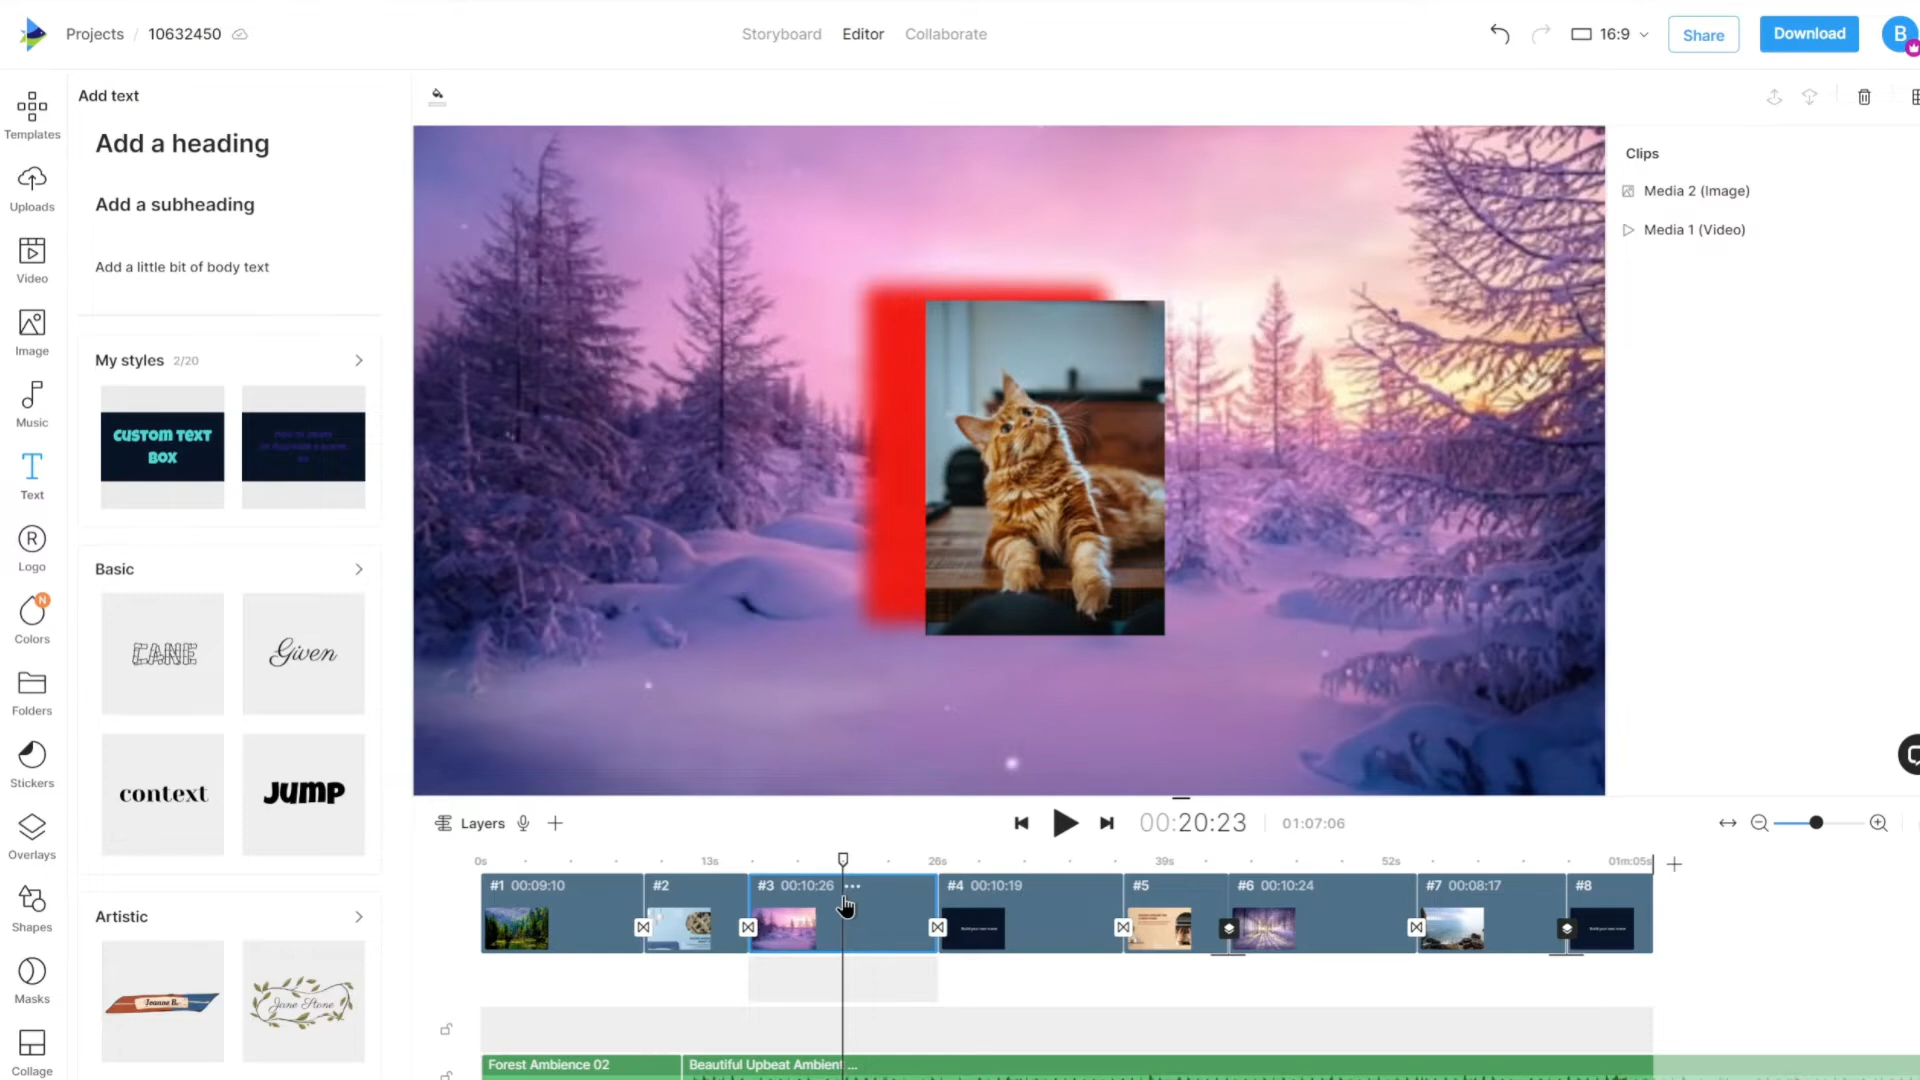 Projects / 10632450
Storyboard
Editor
Collaborate
16:9
Share
Download
B
Templates
Uploads
Video
Image
Music
Text
Logo
R
Colors
N
Folders
Stickers
Overlays
Shapes
Masks
Collage
Add text
Add a heading
Add a subheading
Add a little bit of body text
My styles 2/20
CUSTOM TEXT
BOX
Basic
CANE
Given
context
JUMP
Artistic
Joanne B.
Jane Stone
Clips
Media 2 (Image)
Media 1 (Video)
Layers
00:20:23
01:07:06
0s
13s
26s
39s
52s
01m:05s
#1 00:09:10
#2
#3 00:10:26 ...
#4 00:10:19
#5
#6 00:10:24
#7 00:08:17
#8
Forest Ambience 02
Beautiful Upbeat Ambient ...